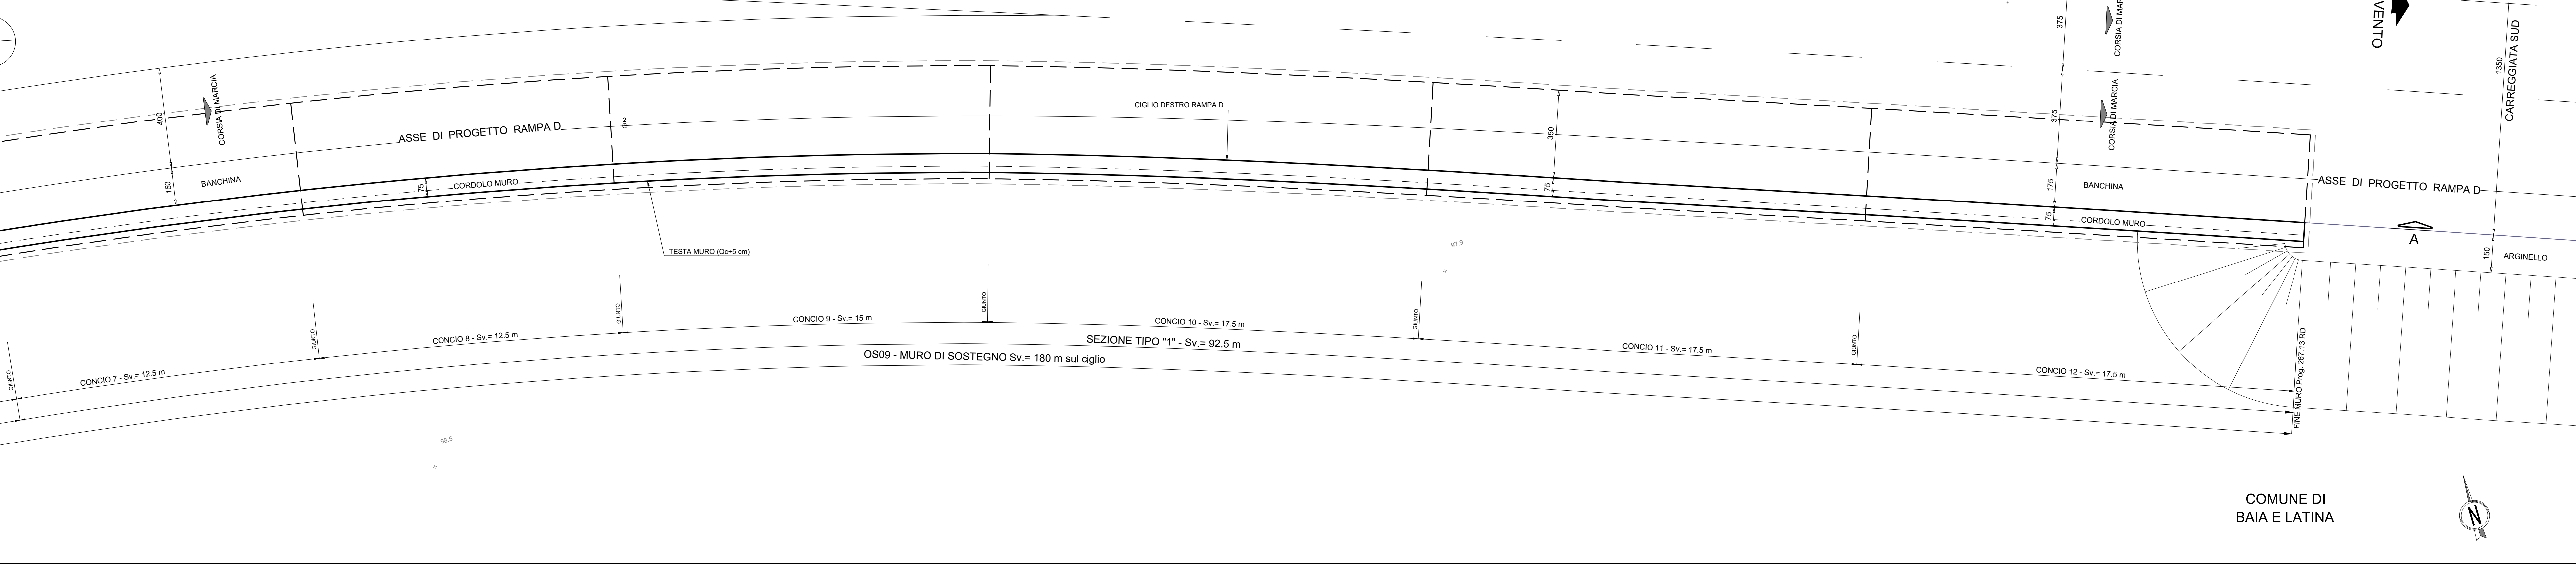 CORSIA DI MARCIA
400
150
BANCHINA
ASSE DI PROGETTO RAMPA D
75
CORDOLO MURO
2
TESTA MURO (Qc+5 cm)
CIGLIO DESTRO RAMPA D
350
75
97.9
375
375
175
75
CORSIA DI MAR
CORSIA DI MARCIA
BANCHINA
CORDOLO MURO
VENTO
1350
CARREGGIATA SUD
ASSE DI PROGETTO RAMPA D
A
150
ARGINELLO
GIUNTO
CONCIO 7 - Sv.= 12.5 m
GIUNTO
CONCIO 8 - Sv.= 12.5 m
GIUNTO
CONCIO 9 - Sv.= 15 m
GIUNTO
CONCIO 10 - Sv.= 17.5 m
GIUNTO
CONCIO 11 - Sv.= 17.5 m
GIUNTO
CONCIO 12 - Sv.= 17.5 m
SEZIONE TIPO "1" - Sv.= 92.5 m
OS09 - MURO DI SOSTEGNO Sv.= 180 m sul ciglio
FINE MURO Prog. 267.13 RD
98.5
COMUNE DI
BAIA E LATINA
N